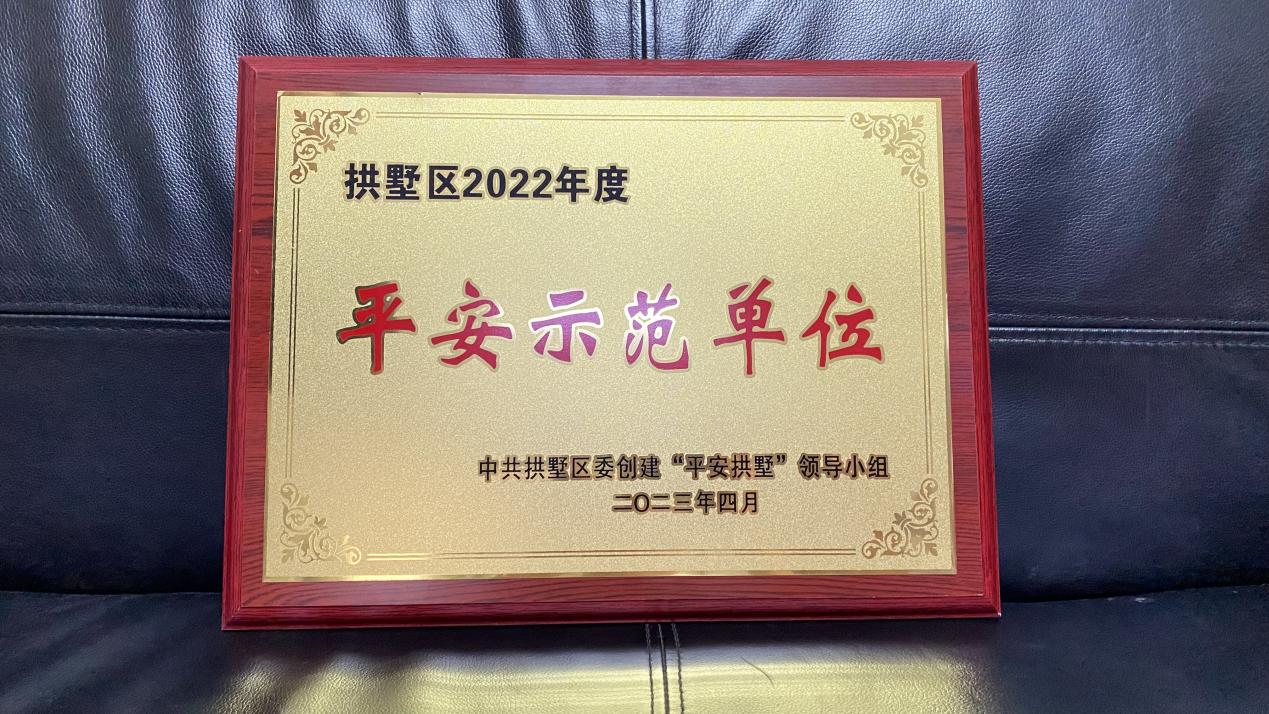 拱墅区2022年度
平安示范单位
中共拱墅区委创建“平安拱墅”领导小组
二〇二三年四月